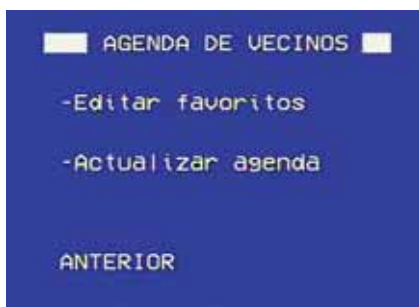 AGENDA DE VECINOS
-Editar favoritos
-Actualizar agenda
ANTERIOR